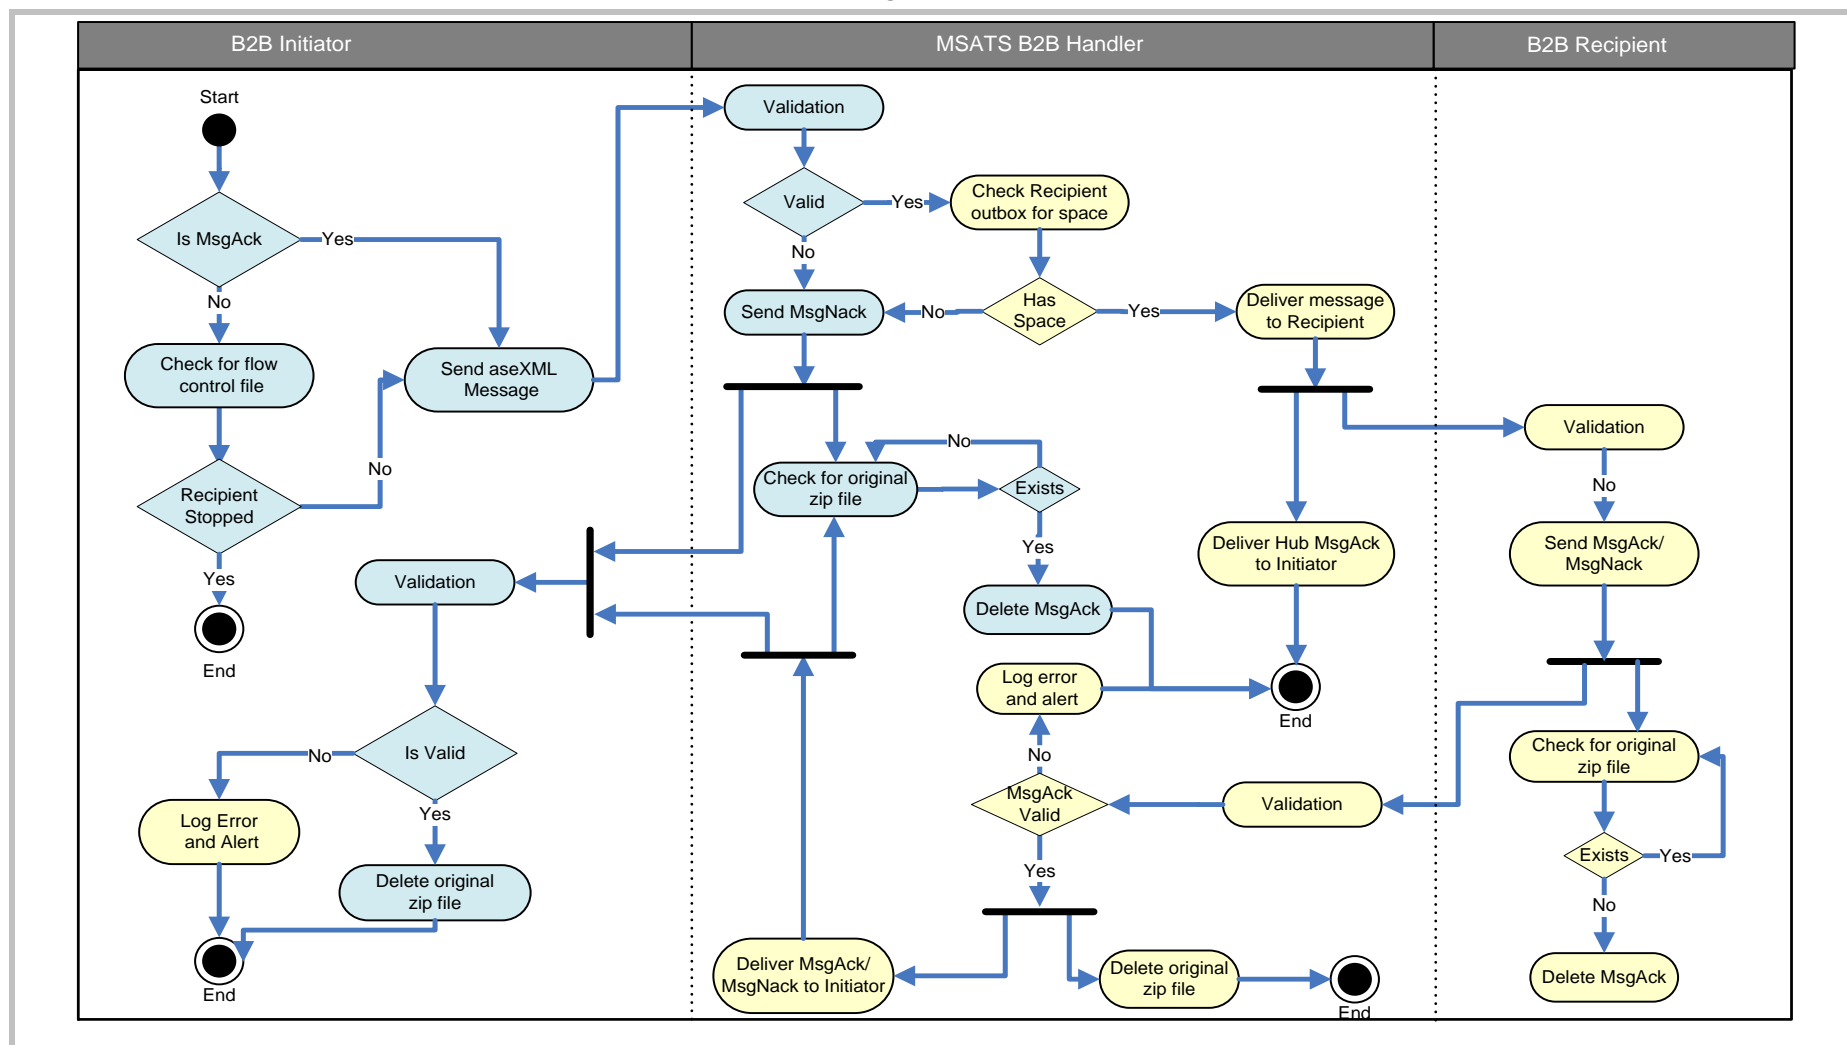 B2B Initiator
MSATS B2B Handler
B2B Recipient
Start
Is MsgAck
Yes
No
Check for flow
control file
Send aseXML
Message
No
Recipient
Stopped
Yes
End
Validation
Is Valid
No
Yes
Log Error
and Alert
Delete original
zip file
End
Validation
Valid
Yes
Check Recipient
outbox for space
No
Send MsgNack
No
Has
Space
Yes
Deliver message
to Recipient
No
Check for original
zip file
Exists
Yes
Delete MsgAck
Deliver Hub MsgAck
to Initiator
Log error
and alert
End
No
MsgAck
Valid
Validation
Yes
Deliver MsgAck/
MsgNack to Initiator
Delete original
zip file
End
Validation
No
Send MsgAck/
MsgNack
Check for original
zip file
Exists
Yes
No
Delete MsgAck